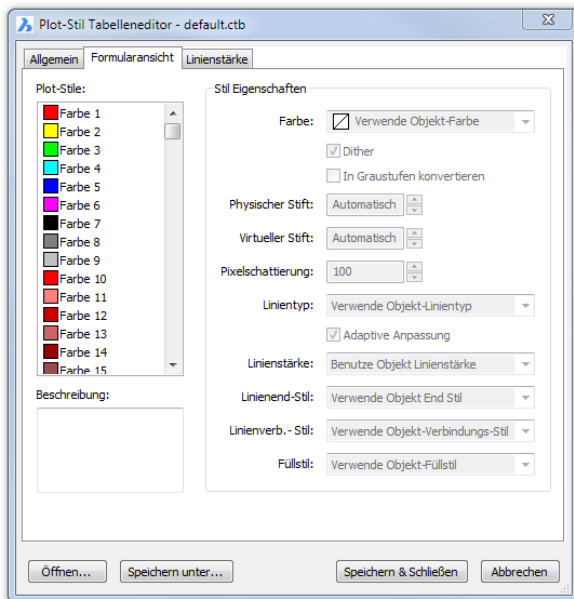 Plot-Stil Tabelleneditor - default.ctb
Allgemein
Formularansicht
Linienstärke
Plot-Stile:
Farbe 1
Farbe 2
Farbe 3
Farbe 4
Farbe 5
Farbe 6
Farbe 7
Farbe 8
Farbe 9
Farbe 10
Farbe 11
Farbe 12
Farbe 13
Farbe 14
Farbe 15
Beschreibung:
Stil Eigenschaften
Farbe: Verwende Objekt-Farbe
Dither
In Graustufen konvertieren
Physischer Stift: Automatisch
Virtueller Stift: Automatisch
Pixelschattierung: 100
Linientyp: Verwende Objekt-Linientyp
Adaptive Anpassung
Linienstärke: Benutze Objekt Linienstärke
Linienend-Stil: Verwende Objekt End Stil
Linienverb.- Stil: Verwende Objekt-Verbindungs-Stil
Füllstil: Verwende Objekt-Füllstil
Öffnen... Speichern unter... Speichern & Schließen Abbrechen